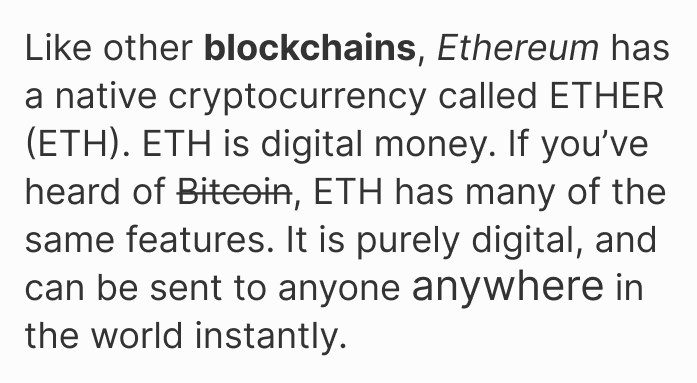 Like other blockchains, Ethereum has
a native cryptocurrency called ETHER
(ETH). ETH is digital money. If you’ve
heard of Bitcoin, ETH has many of the
same features. It is purely digital, and
can be sent to anyone anywhere in
the world instantly.